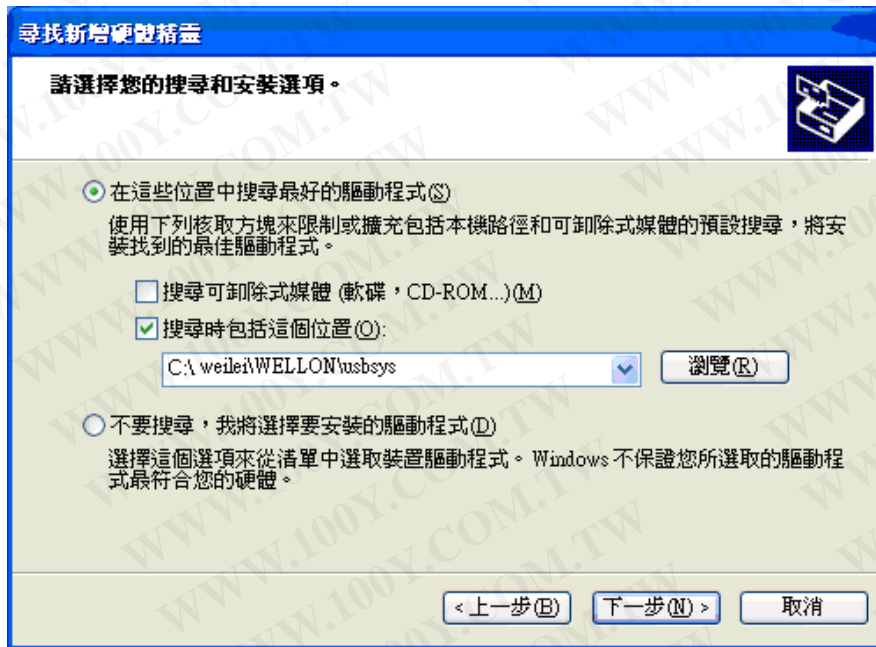 尋找新增硬體精靈
請選擇您的搜尋和安裝選項。
在這些位置中搜尋最好的驅動程式(S)
使用下列核取方塊來限制或擴充包括本機路徑和可卸除式媒體的預設搜尋，將安
裝找到的最佳驅動程式。
搜尋可卸除式媒體 (軟碟，CD-ROM...)(M)
搜尋時包括這個位置(O):
C:\ weilei\WELLON\usbsys
瀏覽(R)
不要搜尋，我將選擇要安裝的驅動程式(D)
選擇這個選項來從清單中選取裝置驅動程式。Windows 不保證您所選取的驅動程
式最符合您的硬體。
<上一步(B)
下一步(N)>
取消
WWW.100Y.COM.TW